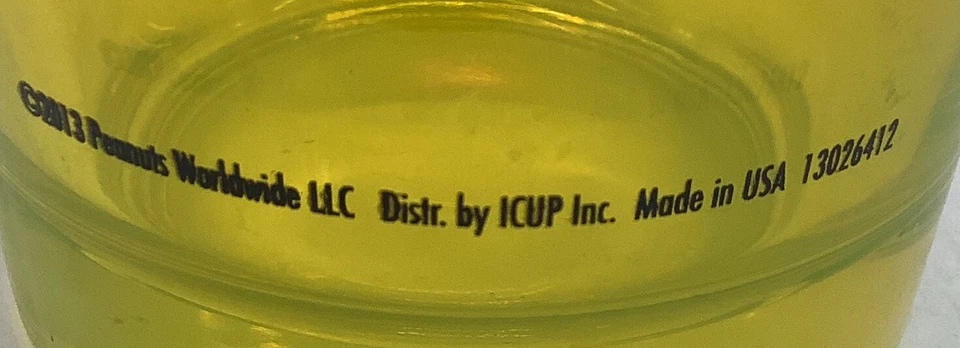 ©2013 Peanuts Worldwide LLC Distr. by ICUP Inc. Made in USA 13026412